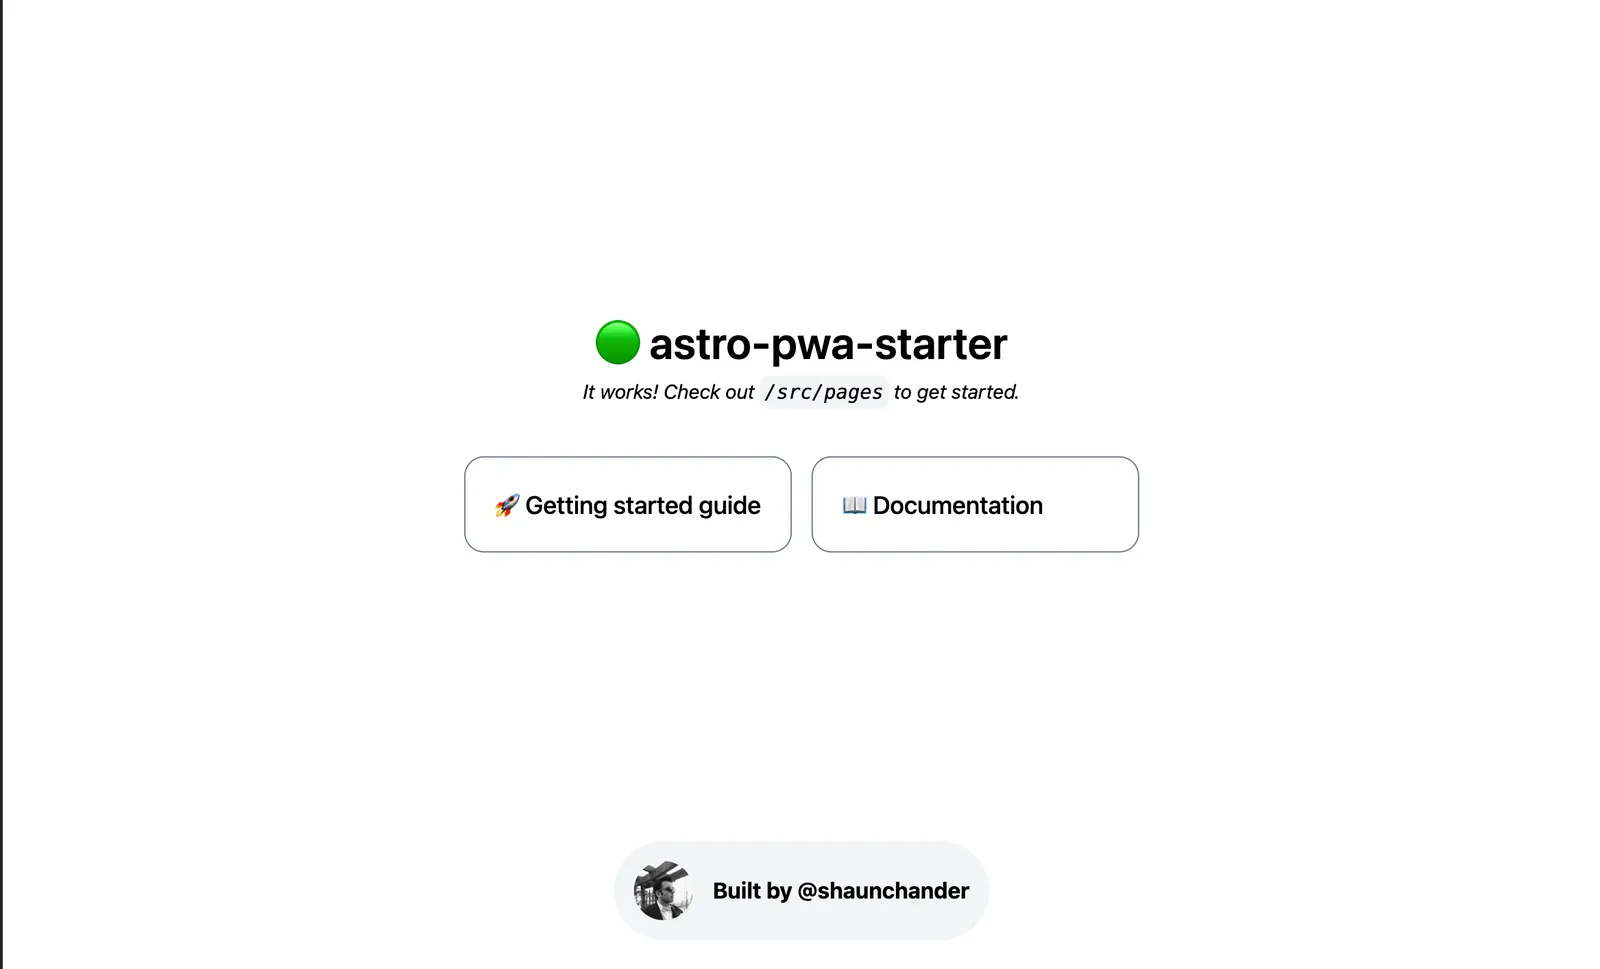 astro-pwa-starter
It works! Check out /src/pages to get started.
🚀 Getting started guide
📖 Documentation
Built by @shaunchander